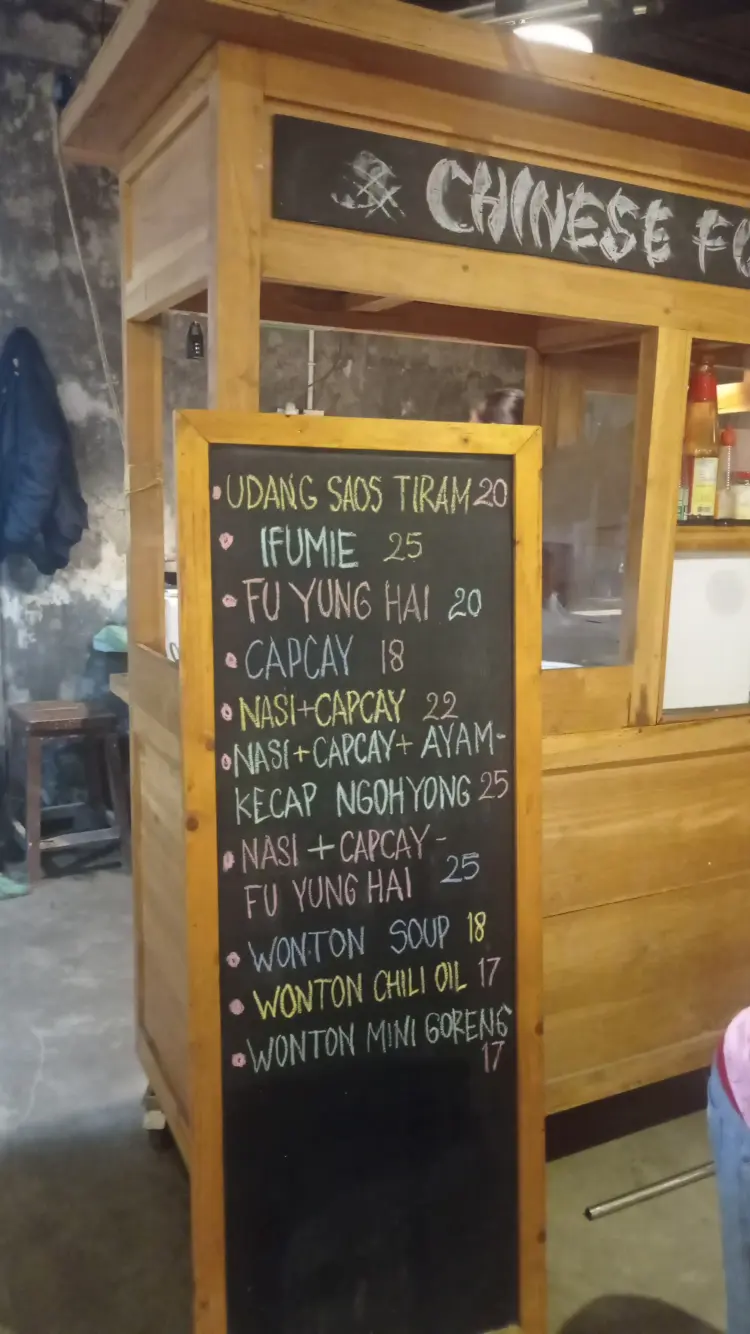 CHINESE
UDANG SAOS TIRAM 20
IFUMIE 25
FU YUNG HAI 20
CAPCAY 18
NASI+CAPCAY 22
NASI+CAPCAY+ AYAM-
KECAP NGOHYONG 25
NASI + CAPCAY -
FU YUNG HAI 25
WONTON SOUP 18
WONTON CHILI OIL 17
WONTON MINI GORENG
17